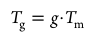 T_g = g·T_m